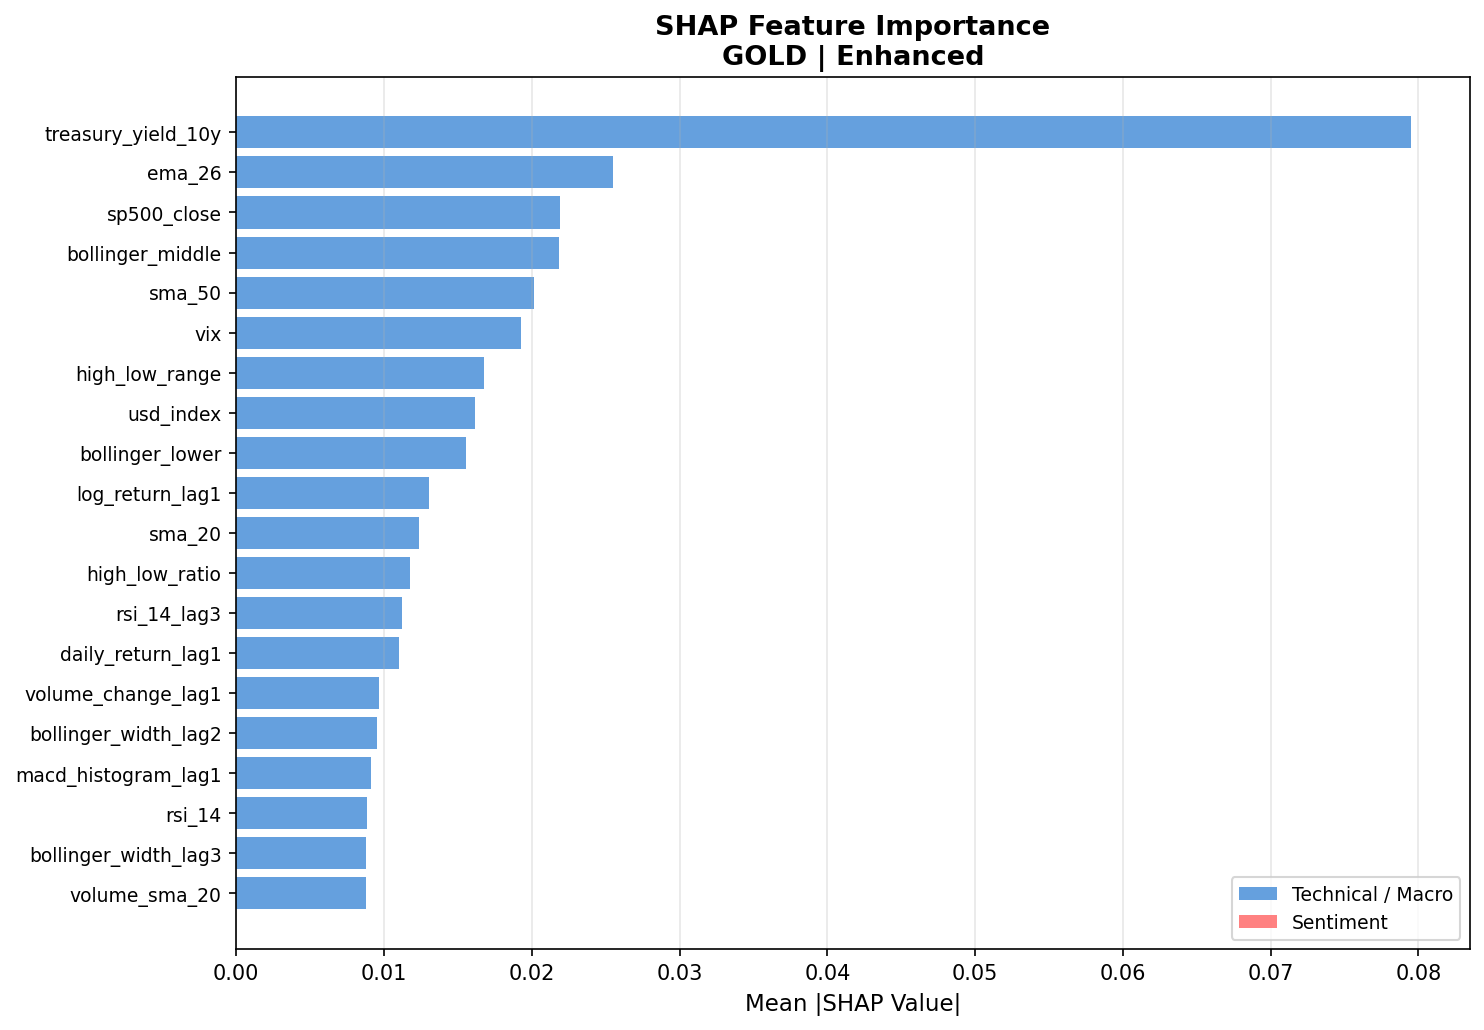 SHAP Feature Importance
GOLD | Enhanced
treasury_yield_10y
ema_26
sp500_close
bollinger_middle
sma_50
vix
high_low_range
usd_index
bollinger_lower
log_return_lag1
sma_20
high_low_ratio
rsi_14_lag3
daily_return_lag1
volume_change_lag1
bollinger_width_lag2
macd_histogram_lag1
rsi_14
bollinger_width_lag3
volume_sma_20
Technical / Macro
Sentiment
0.00 0.01 0.02 0.03 0.04 0.05 0.06 0.07 0.08
Mean |SHAP Value|